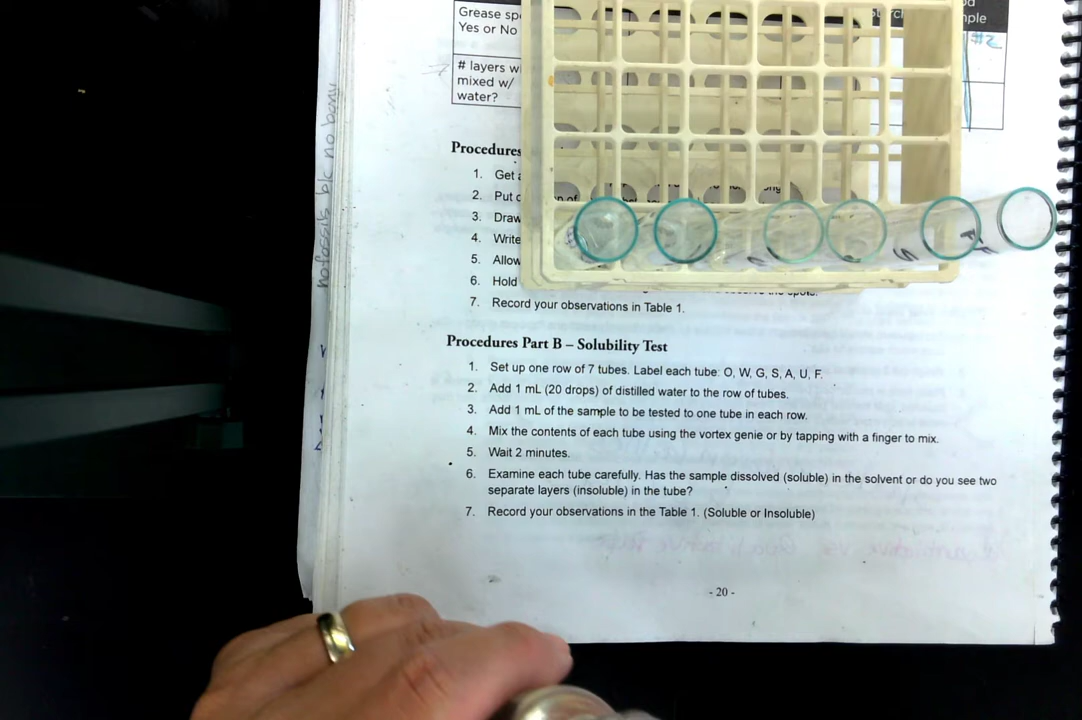 Grease
Yes or No
#2
# layers
mixed w/
water?
no fossils b/c no bony
Procedures
1. Get
2. Put
3. Draw
4. Write
5. Allow
6. Hold
7. Record your observations in Table 1.
Procedures Part B – Solubility Test
1. Set up one row of 7 tubes. Label each tube: O, W, G, S, A, U, F.
2. Add 1 mL (20 drops) of distilled water to the row of tubes.
3. Add 1 mL of the sample to be tested to one tube in each row.
4. Mix the contents of each tube using the vortex genie or by tapping with a finger to mix.
5. Wait 2 minutes.
6. Examine each tube carefully. Has the sample dissolved (soluble) in the solvent or do you see two
separate layers (insoluble) in the tube?
7. Record your observations in the Table 1. (Soluble or Insoluble)
- 20 -